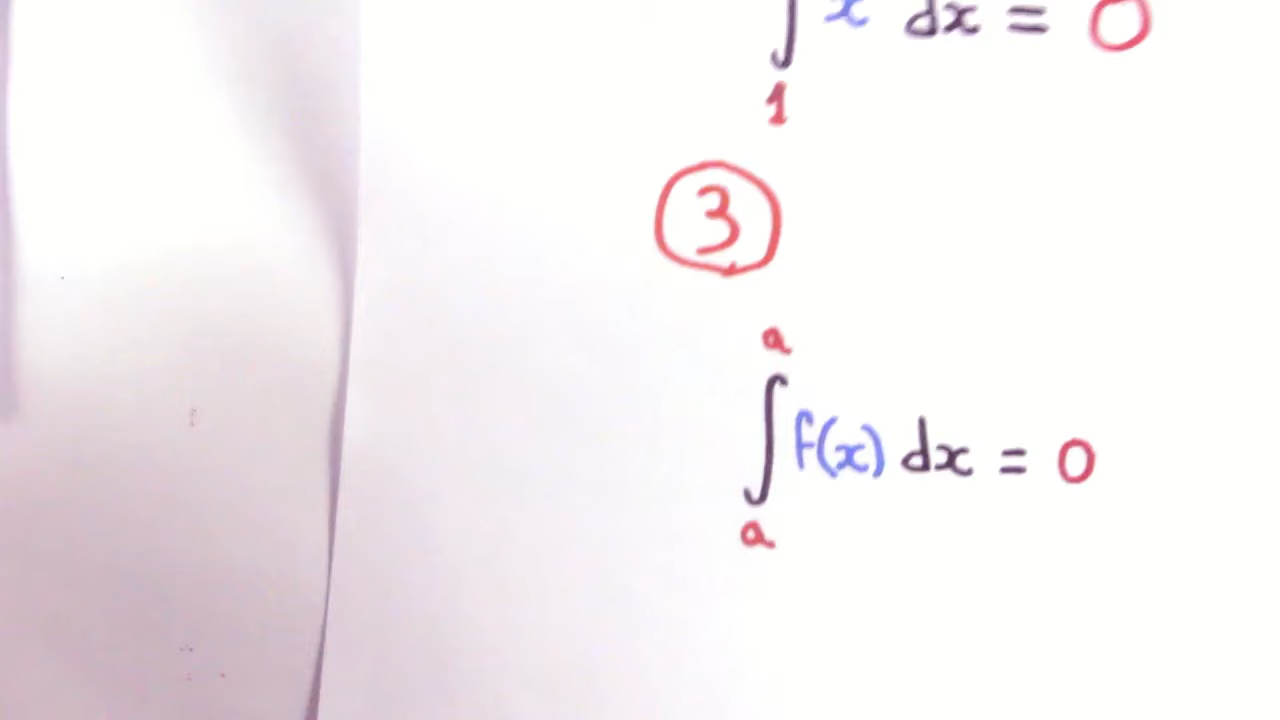 ∫ x dx = 0
1
3
a
∫ f(x) dx = 0
a